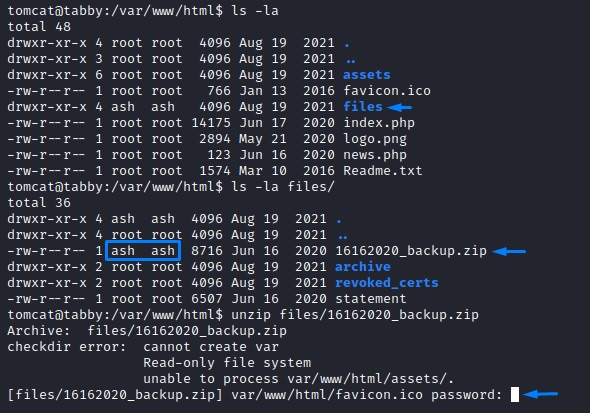 tomcat@tabby:/var/www/html$ ls -la
total 48
drwxr-xr-x 4 root root  4096 Aug 19  2021 .
drwxr-xr-x 3 root root  4096 Aug 19  2021 ..
drwxr-xr-x 6 root root  4096 Aug 19  2021 assets
-rw-r--r-- 1 root root   766 Jan 13  2016 favicon.ico
drwxr-xr-x 4 ash  ash   4096 Aug 19  2021 files
-rw-r--r-- 1 root root 14175 Jun 17  2020 index.php
-rw-r--r-- 1 root root  2894 May 21  2020 logo.png
-rw-r--r-- 1 root root   123 Jun 16  2020 news.php
-rw-r--r-- 1 root root  1574 Mar 10  2016 Readme.txt
tomcat@tabby:/var/www/html$ ls -la files/
total 36
drwxr-xr-x 4 ash  ash  4096 Aug 19  2021 .
drwxr-xr-x 4 root root 4096 Aug 19  2021 ..
-rw-r--r-- 1 ash  ash  8716 Jun 16  2020 16162020_backup.zip
drwxr-xr-x 2 root root 4096 Aug 19  2021 archive
drwxr-xr-x 2 root root 4096 Aug 19  2021 revoked_certs
-rw-r--r-- 1 root root 6507 Jun 16  2020 statement
tomcat@tabby:/var/www/html$ unzip files/16162020_backup.zip
Archive:  files/16162020_backup.zip
checkdir error:  cannot create var
                 Read-only file system
                 unable to process var/www/html/assets/.
[files/16162020_backup.zip] var/www/html/favicon.ico password: